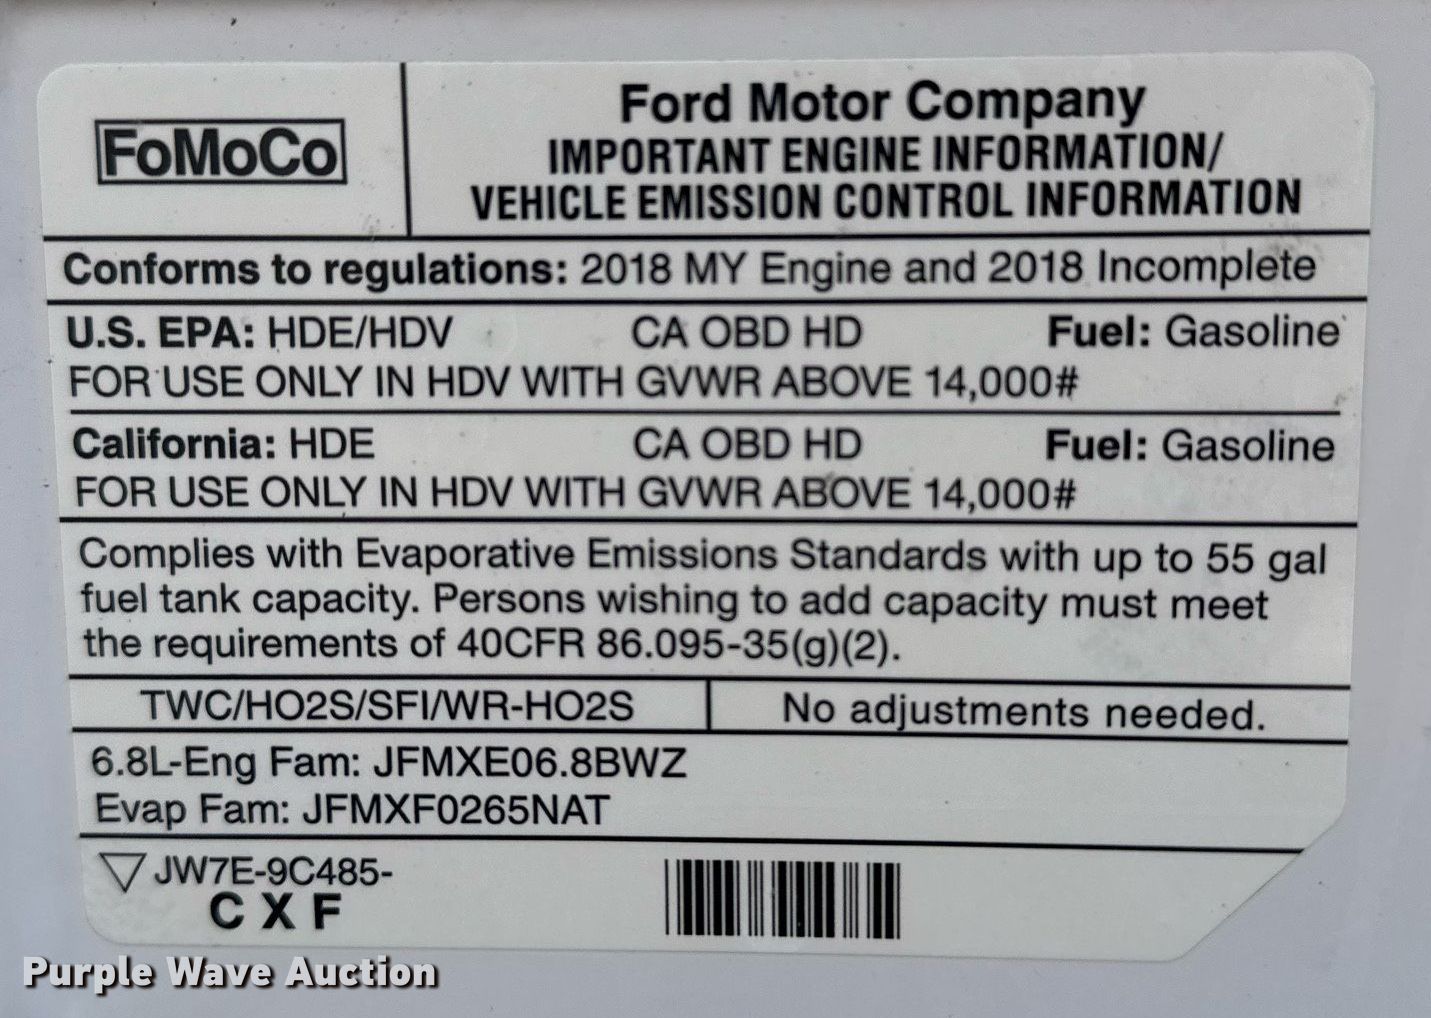 FoMoCo
Ford Motor Company
IMPORTANT ENGINE INFORMATION/
VEHICLE EMISSION CONTROL INFORMATION
Conforms to regulations: 2018 MY Engine and 2018 Incomplete
U.S. EPA: HDE/HDV CA OBD HD Fuel: Gasoline
FOR USE ONLY IN HDV WITH GVWR ABOVE 14,000#
California: HDE CA OBD HD Fuel: Gasoline
FOR USE ONLY IN HDV WITH GVWR ABOVE 14,000#
Complies with Evaporative Emissions Standards with up to 55 gal
fuel tank capacity. Persons wishing to add capacity must meet
the requirements of 40CFR 86.095-35(g)(2).
TWC/HO2S/SFI/WR-HO2S No adjustments needed.
6.8L-Eng Fam: JFMXE06.8BWZ
Evap Fam: JFMXF0265NAT
JW7E-9C485-
C X F
Purple Wave Auction